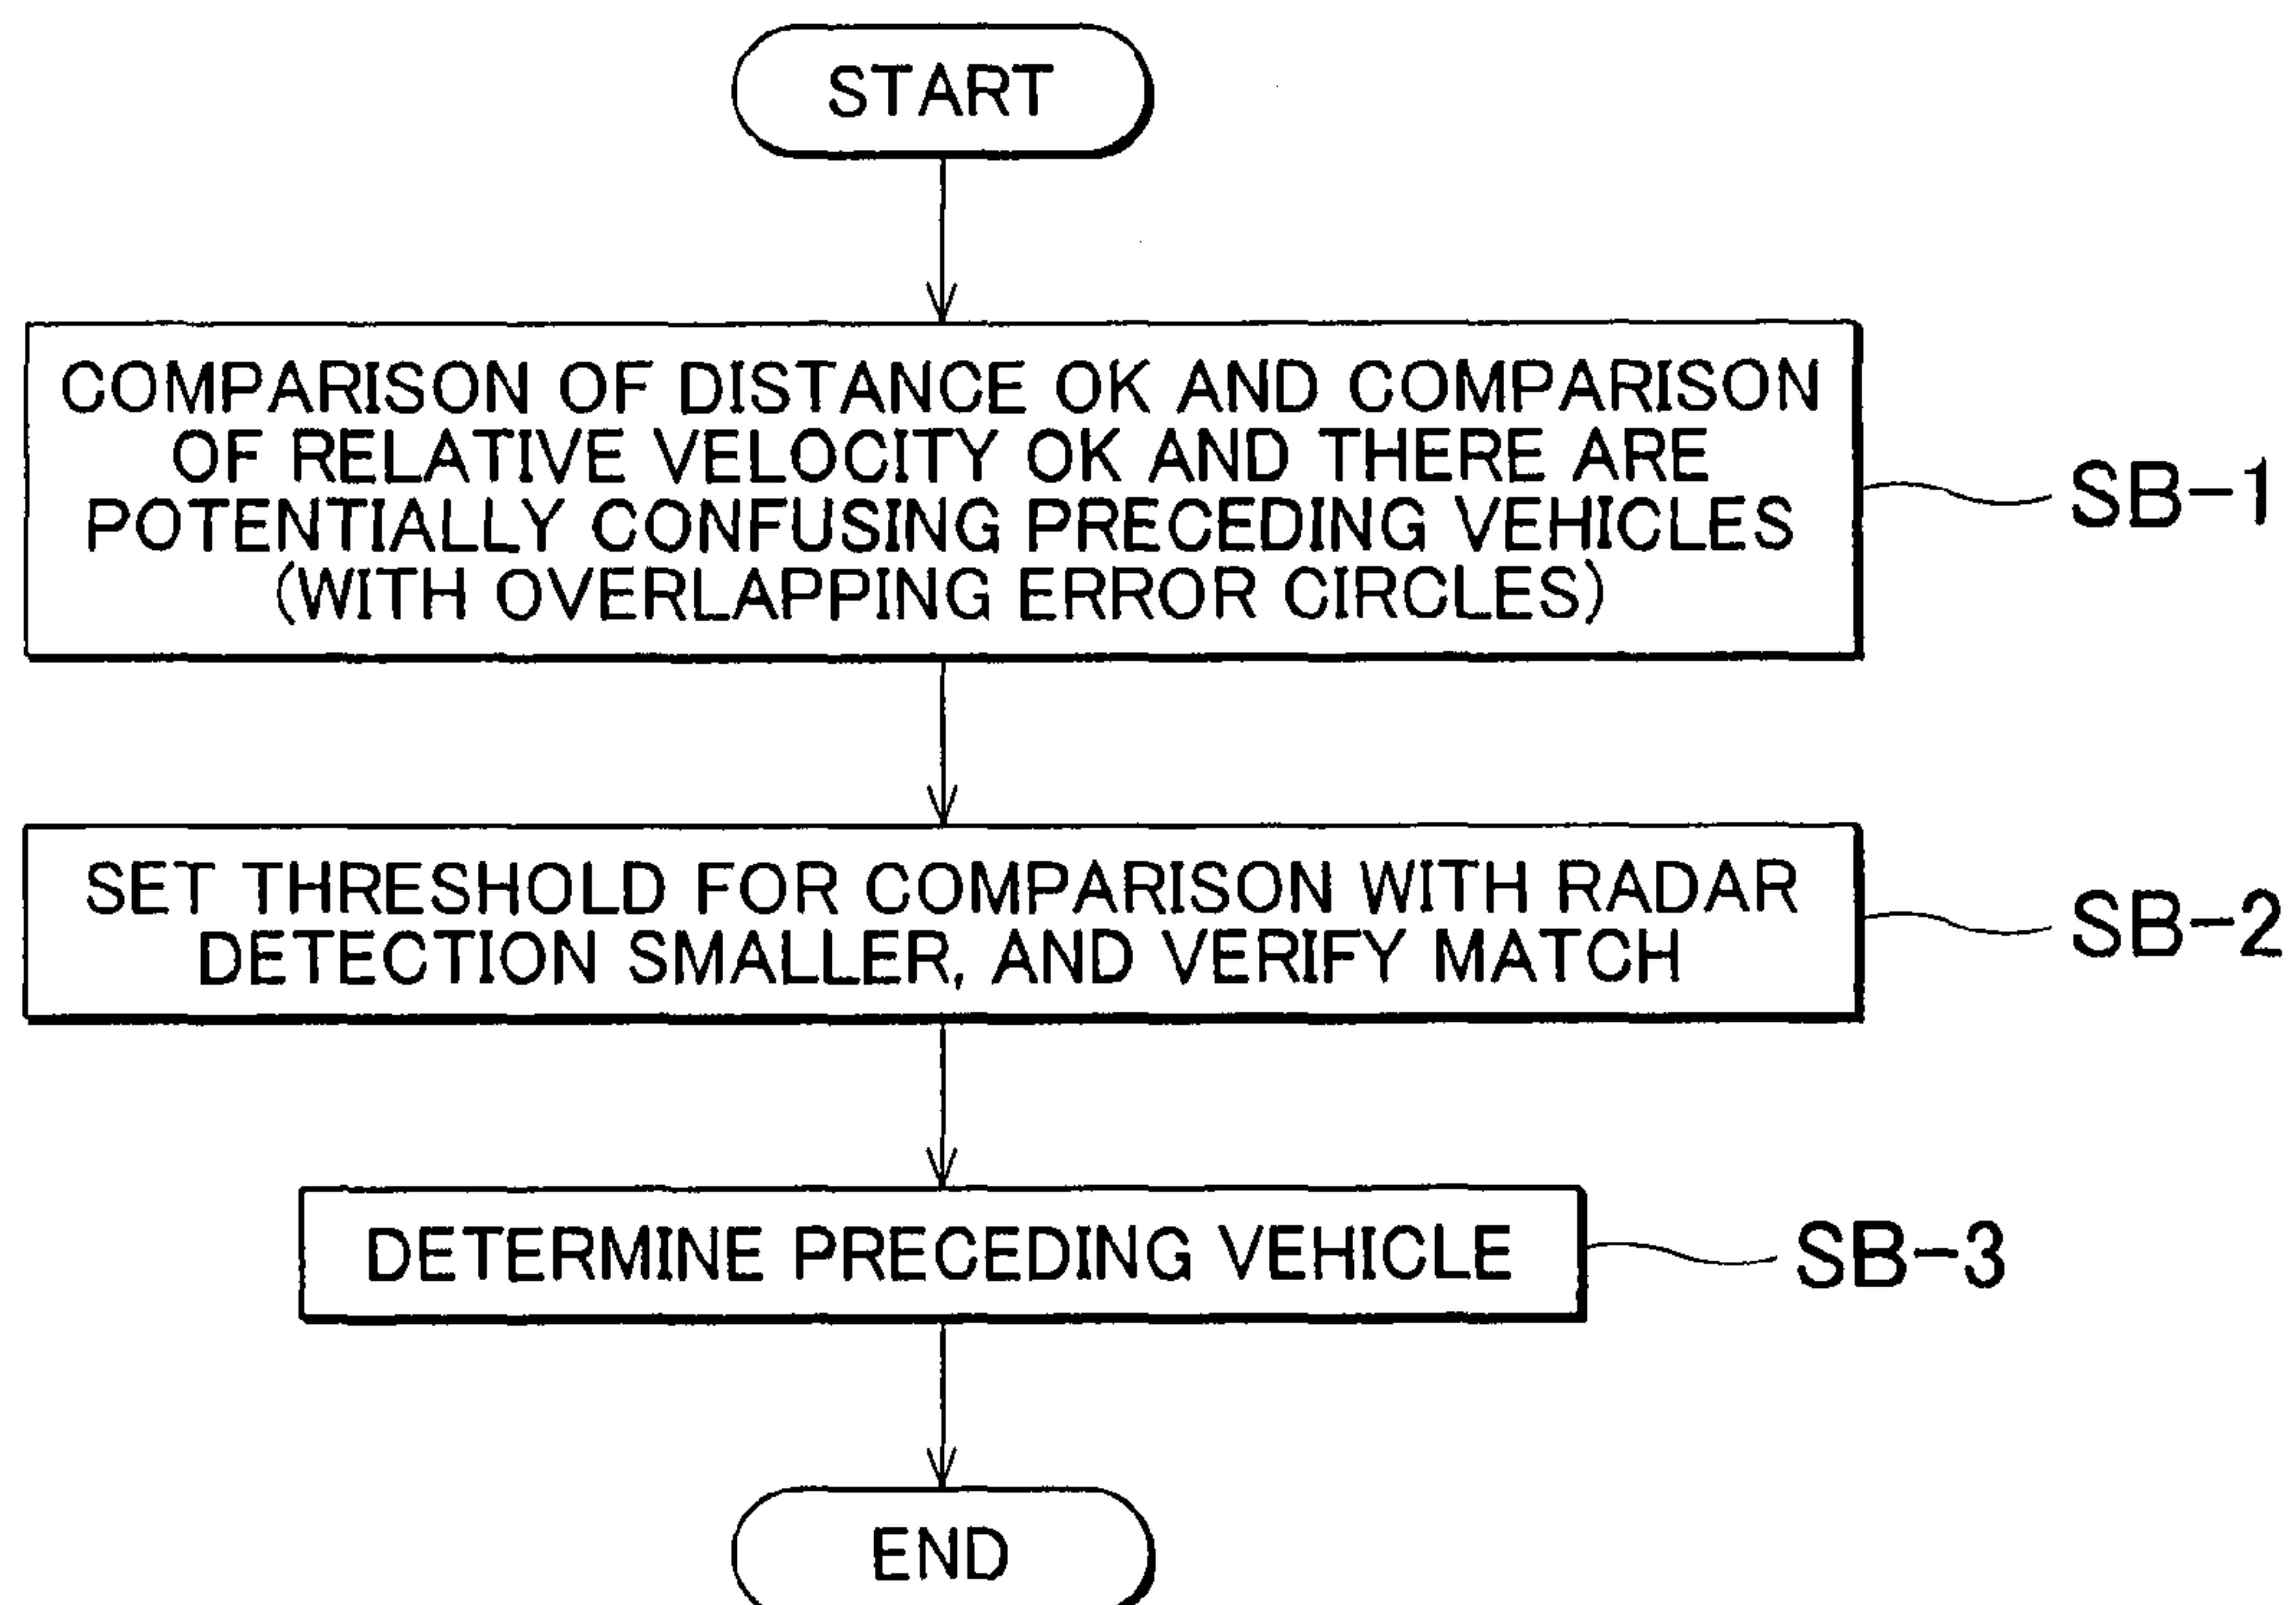 START
COMPARISON OF DISTANCE OK AND COMPARISON
OF RELATIVE VELOCITY OK AND THERE ARE
POTENTIALLY CONFUSING PRECEDING VEHICLES
(WITH OVERLAPPING ERROR CIRCLES)
SB-1
SET THRESHOLD FOR COMPARISON WITH RADAR
DETECTION SMALLER, AND VERIFY MATCH
SB-2
DETERMINE PRECEDING VEHICLE
SB-3
END